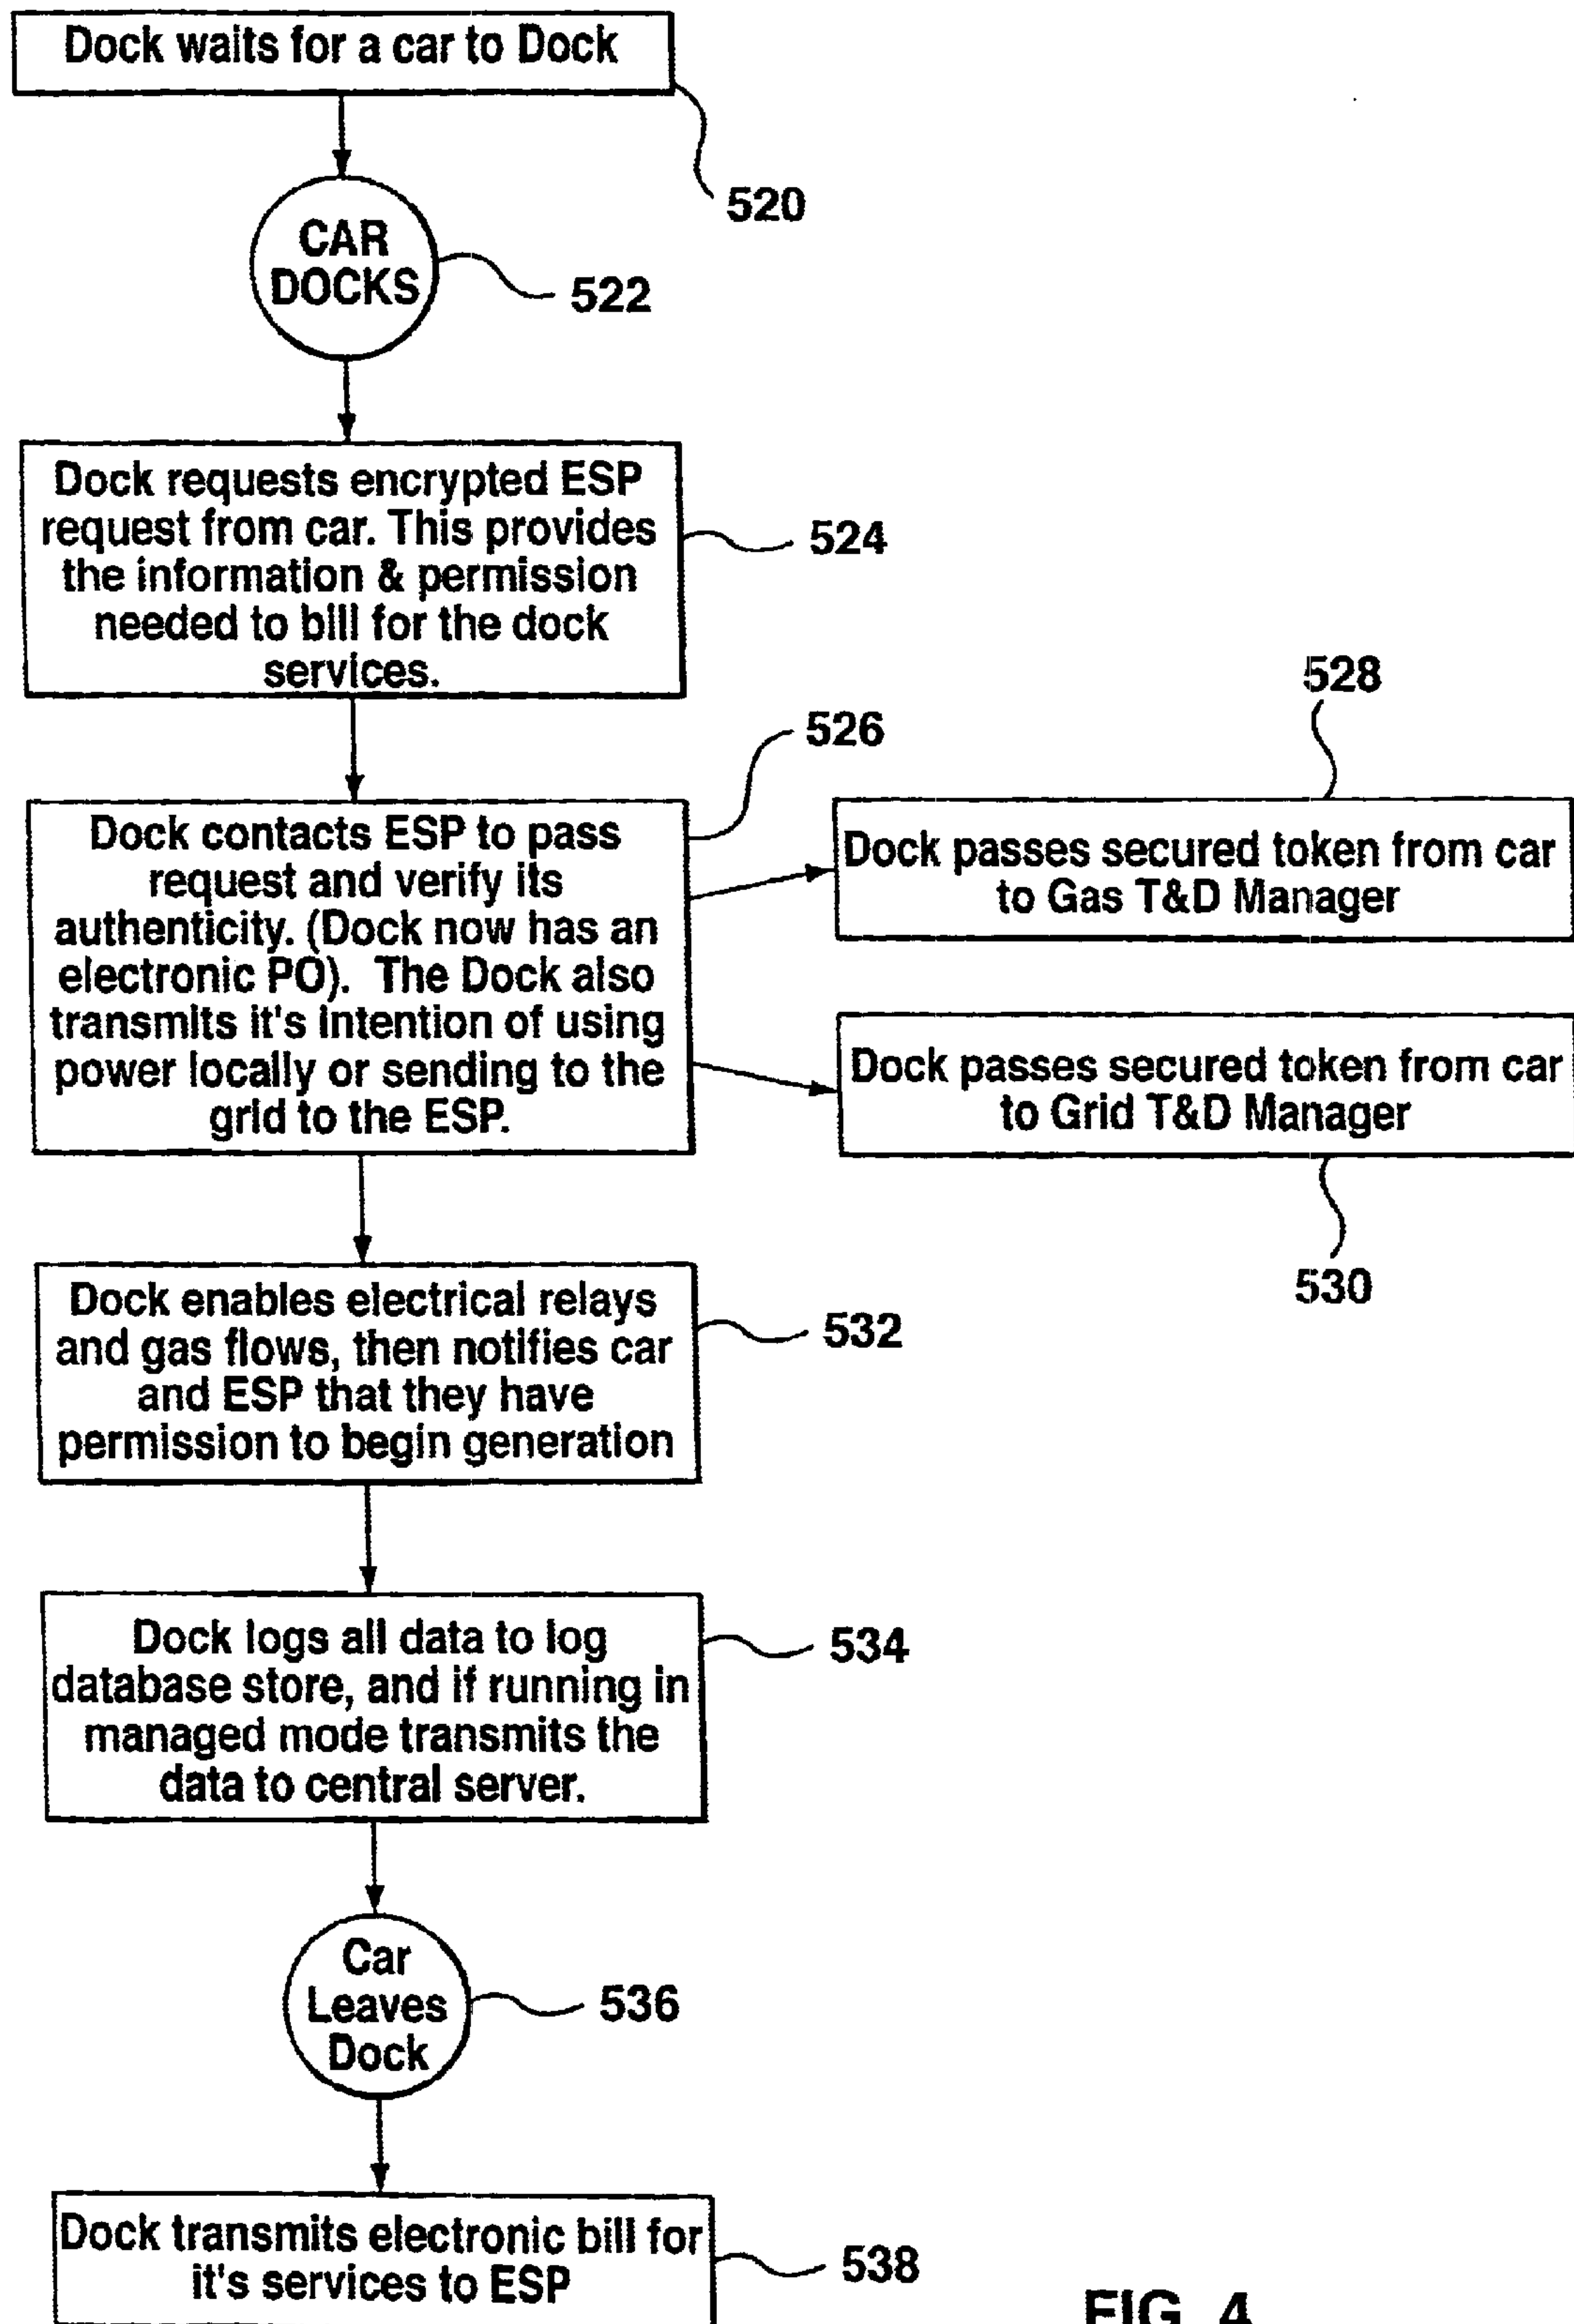 Dock waits for a car to Dock
520
CAR
DOCKS
522
Dock requests encrypted ESP
request from car. This provides
the information & permission
needed to bill for the dock
services.
524
526
Dock contacts ESP to pass
request and verify its
authenticity. (Dock now has an
electronic PO).  The Dock also
transmits it's intention of using
power locally or sending to the
grid to the ESP.
528
Dock passes secured token from car
to Gas T&D Manager
Dock passes secured token from car
to Grid T&D Manager
530
Dock enables electrical relays
and gas flows, then notifies car
and ESP that they have
permission to begin generation
532
Dock logs all data to log
database store, and if running in
managed mode transmits the
data to central server.
534
Car
Leaves
Dock
536
Dock transmits electronic bill for
it's services to ESP
538
FIG. 4